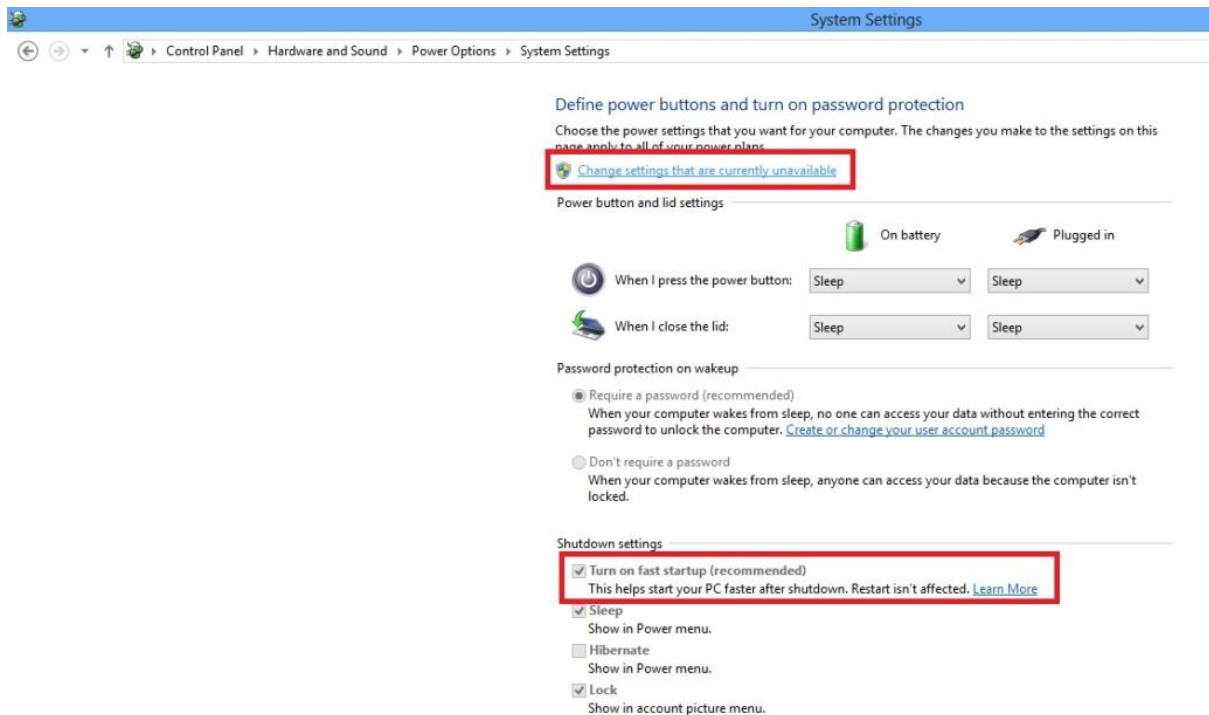 System Settings
Control Panel Hardware and Sound Power Options System Settings
Define power buttons and turn on password protection
Choose the power settings that you want for your computer. The changes you make to the settings on this
page apply to all of your power plans.
Change settings that are currently unavailable
Power button and lid settings
On battery Plugged in
When I press the power button: Sleep Sleep
When I close the lid: Sleep Sleep
Password protection on wakeup
Require a password (recommended)
When your computer wakes from sleep, no one can access your data without entering the correct
password to unlock the computer. Create or change your user account password
Don't require a password
When your computer wakes from sleep, anyone can access your data because the computer isn't
locked.
Shutdown settings
Turn on fast startup (recommended)
This helps start your PC faster after shutdown. Restart isn't affected. Learn More
Sleep
Show in Power menu.
Hibernate
Show in Power menu.
Lock
Show in account picture menu.